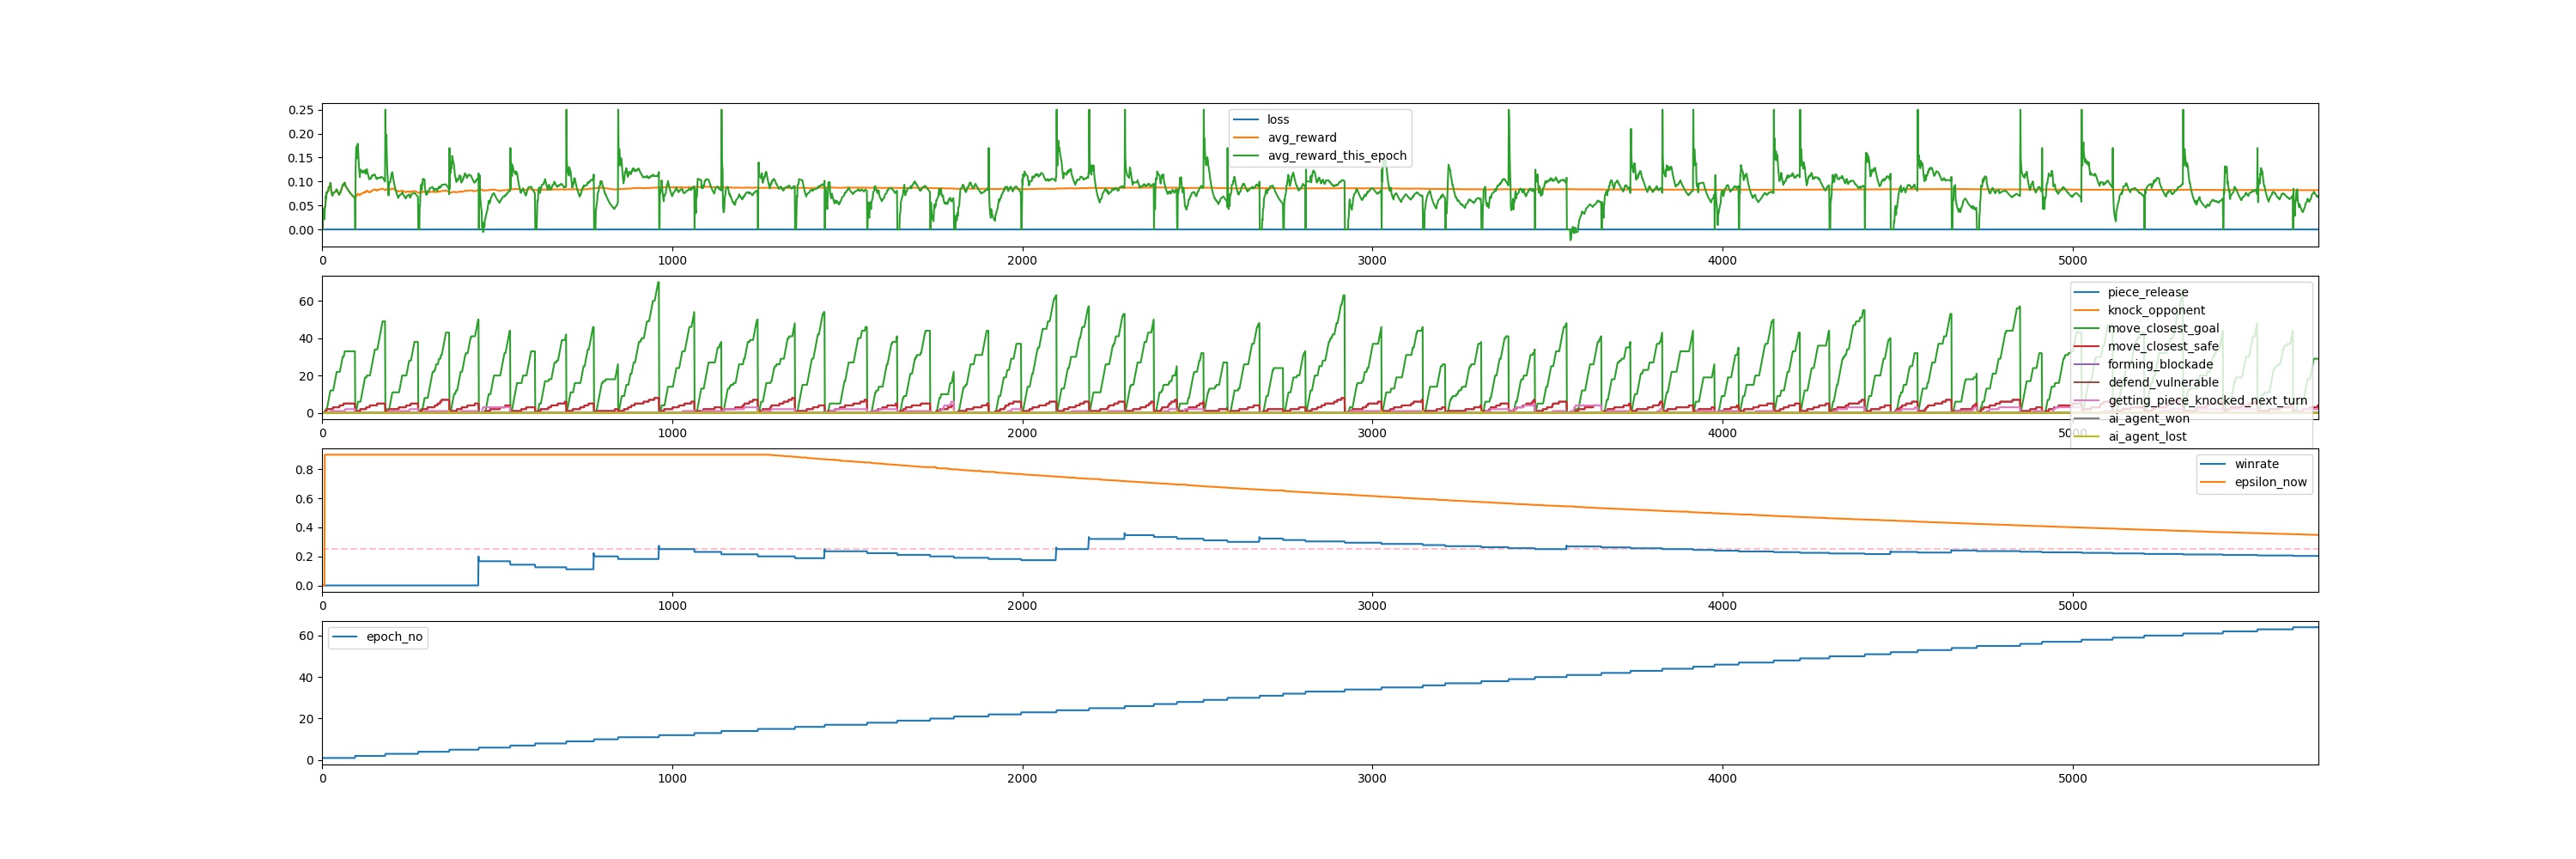 0.25
0.20
0.15
0.10
0.05
0.00
loss
avg_reward
avg_reward_this_epoch
0 1000 2000 3000 4000 5000
60
40
20
0
piece_release
knock_opponent
move_closest_goal
move_closest_safe
forming_blockade
defend_vulnerable
getting_piece_knocked_next_turn
ai_agent_won
ai_agent_lost
0 1000 2000 3000 4000 5000
0.8
0.6
0.4
0.2
0.0
winrate
epsilon_now
0 1000 2000 3000 4000 5000
60
40
20
0
epoch_no
0 1000 2000 3000 4000 5000